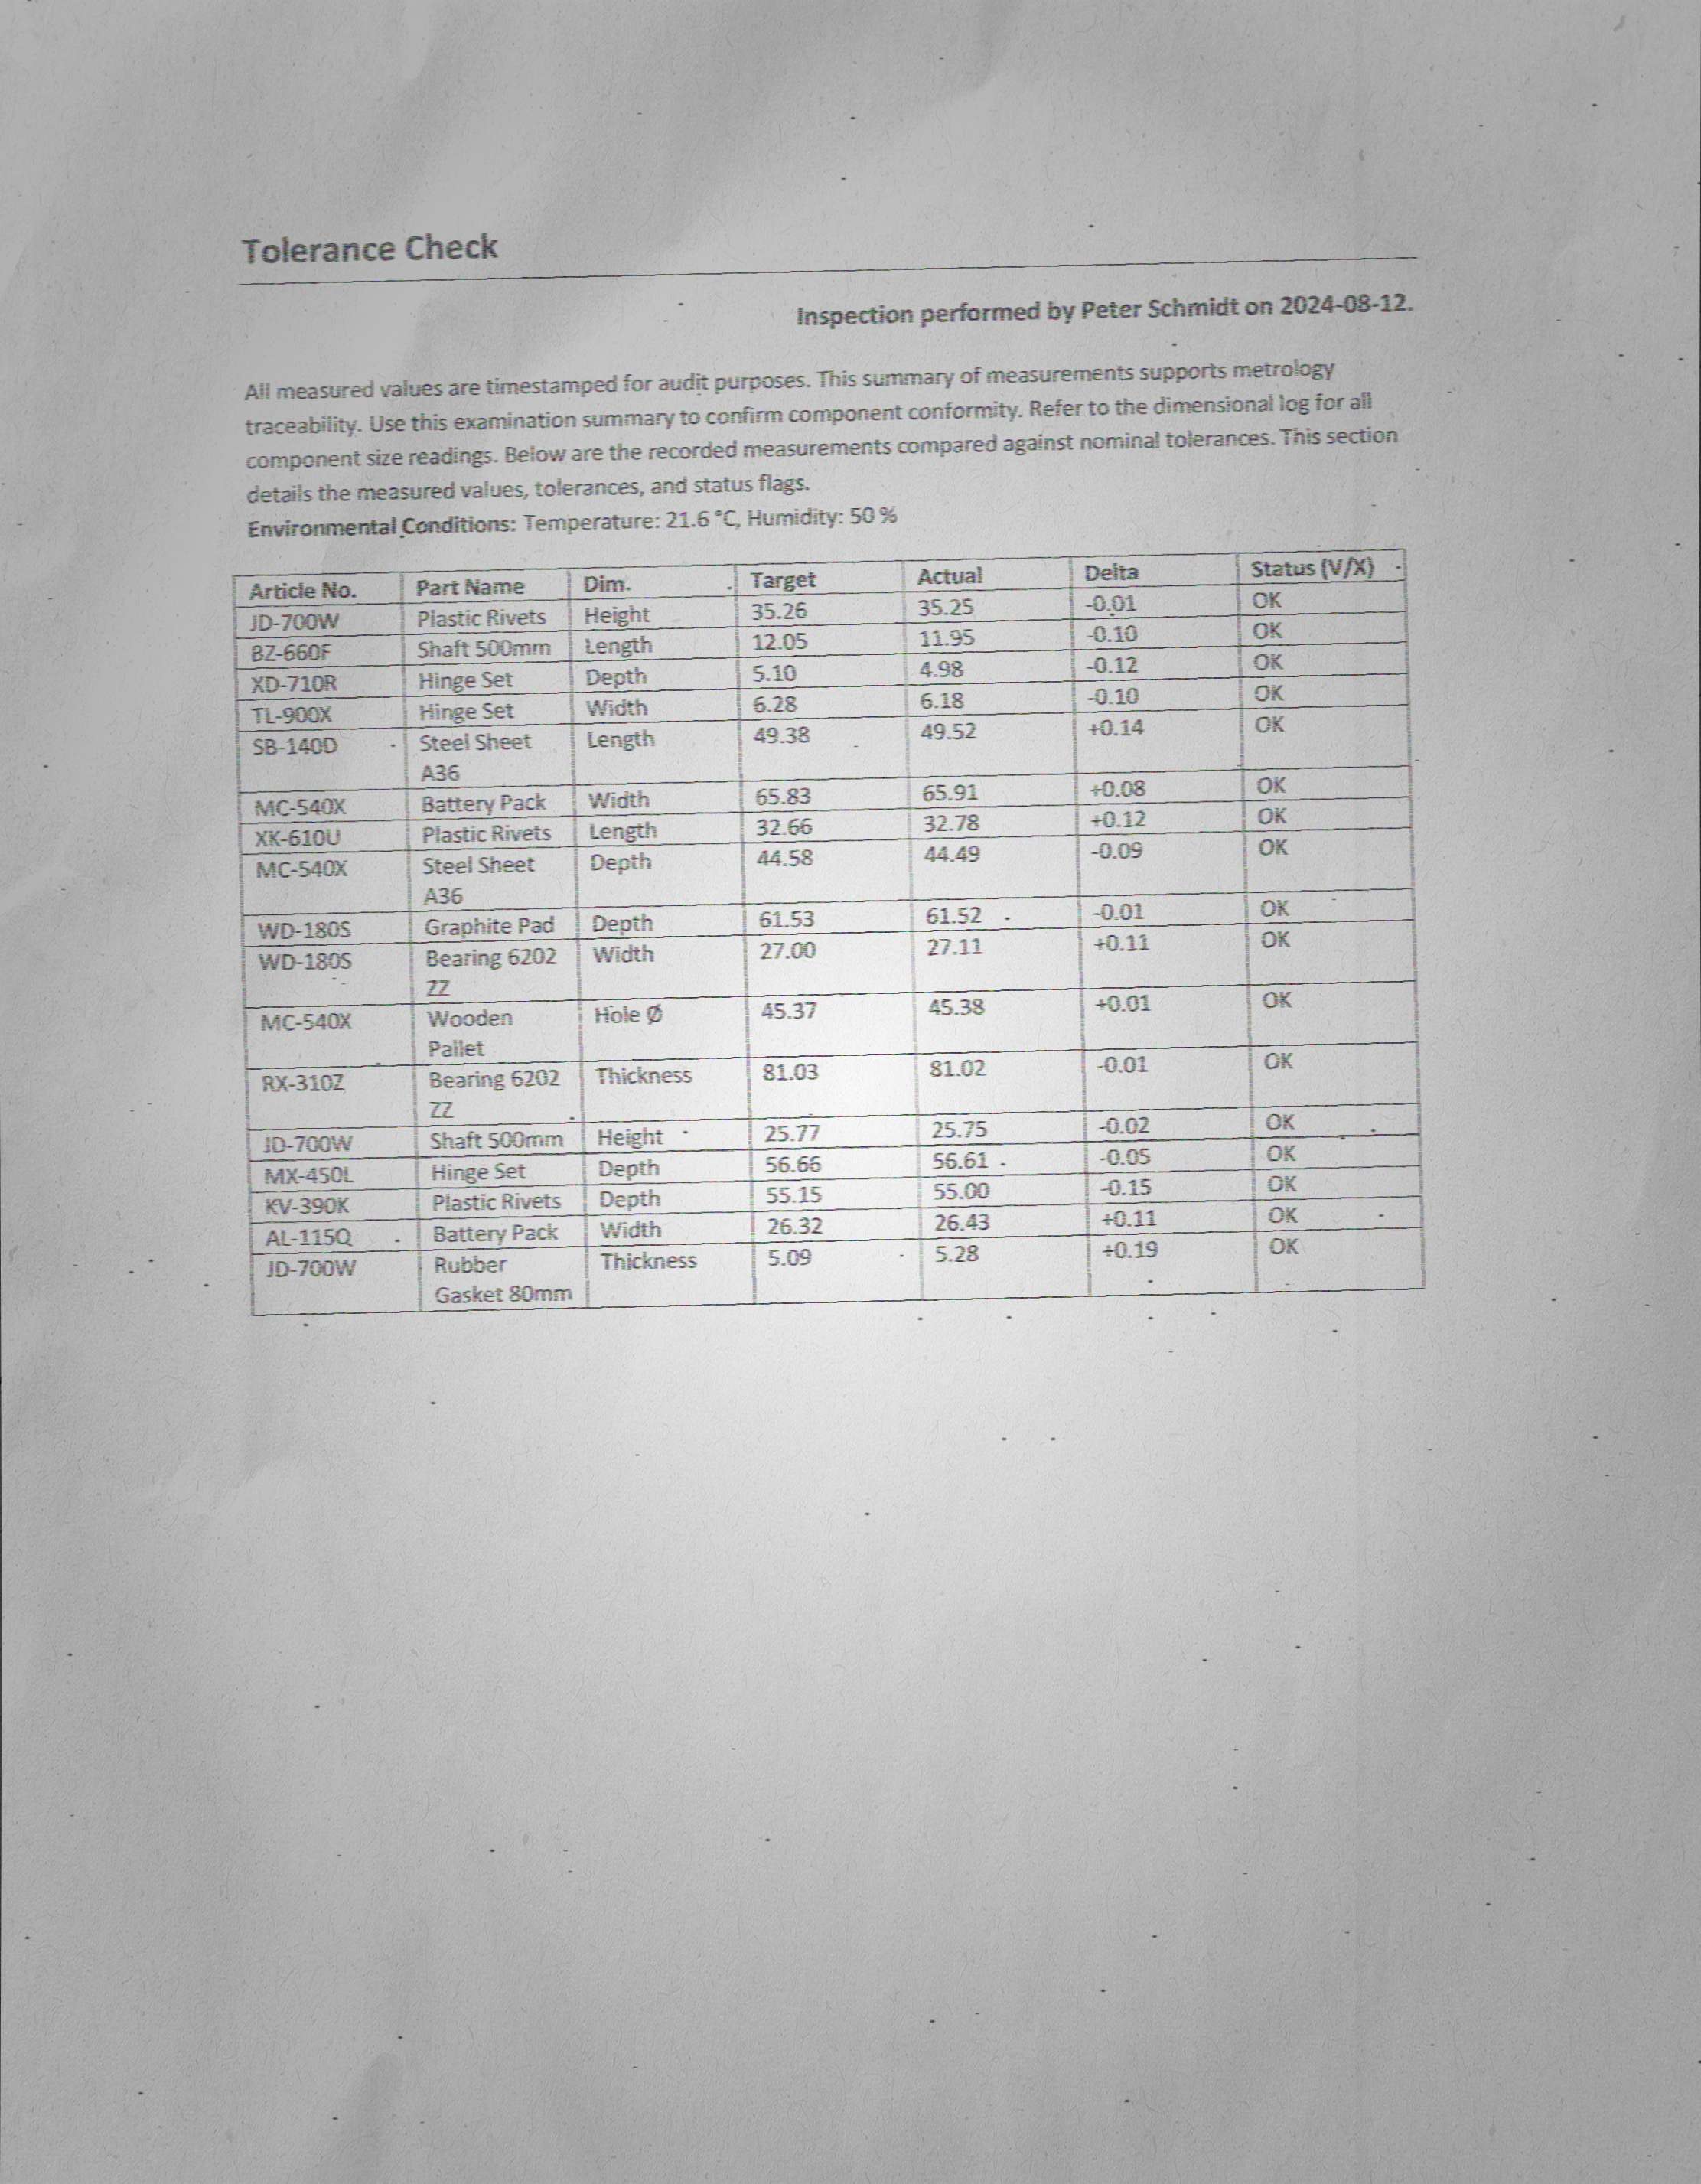 Tolerance Check
Inspection performed by Peter Schmidt on 2024-08-12.
All measured values are timestamped for audit purposes. This summary of measurements supports metrology
traceability. Use this examination summary to confirm component conformity. Refer to the dimensional log for all
component size readings. Below are the recorded measurements compared against nominal tolerances. This section
details the measured values, tolerances, and status flags.
Environmental Conditions: Temperature: 21.6 °C, Humidity: 50 %
Article No. Part Name Dim. Target Actual Delta Status (V/X)
JD-700W Plastic Rivets Height 35.26 35.25 -0.01 OK
BZ-660F Shaft 500mm Length 12.05 11.95 -0.10 OK
XD-710R Hinge Set Depth 5.10 4.98 -0.12 OK
TL-900X Hinge Set Width 6.28 6.18 -0.10 OK
SB-140D Steel Sheet Length 49.38 49.52 +0.14 OK
A36
MC-540X Battery Pack Width 65.83 65.91 +0.08 OK
XK-610U Plastic Rivets Length 32.66 32.78 +0.12 OK
MC-540X Steel Sheet Depth 44.58 44.49 -0.09 OK
A36
WD-180S Graphite Pad Depth 61.53 61.52 -0.01 OK
WD-180S Bearing 6202 Width 27.00 27.11 +0.11 OK
ZZ
MC-540X Wooden Hole Ø 45.37 45.38 +0.01 OK
Pallet
RX-310Z Bearing 6202 Thickness 81.03 81.02 -0.01 OK
ZZ
JD-700W Shaft 500mm Height 25.77 25.75 -0.02 OK
MX-450L Hinge Set Depth 56.66 56.61 -0.05 OK
KV-390K Plastic Rivets Depth 55.15 55.00 -0.15 OK
AL-115Q Battery Pack Width 26.32 26.43 +0.11 OK
JD-700W Rubber Thickness 5.09 5.28 +0.19 OK
Gasket 80mm